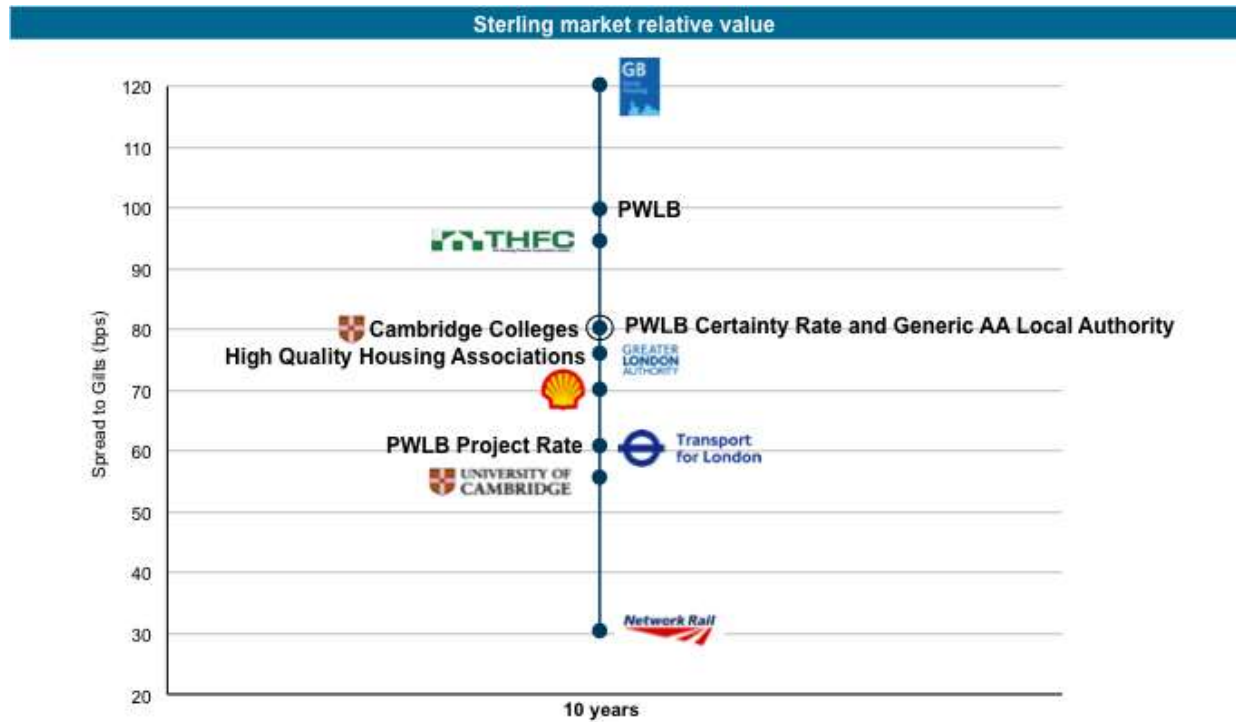 Sterling market relative value
GB
Social
Housing
120
110
100
PWLB
THFC
90
80
Cambridge Colleges
PWLB Certainty Rate and Generic AA Local Authority
High Quality Housing Associations
GREATER
LONDON
AUTHORITY
70
Spread to Gilts (bps)
60
PWLB Project Rate
Transport
for London
UNIVERSITY OF
CAMBRIDGE
50
40
Network Rail
30
20
10 years